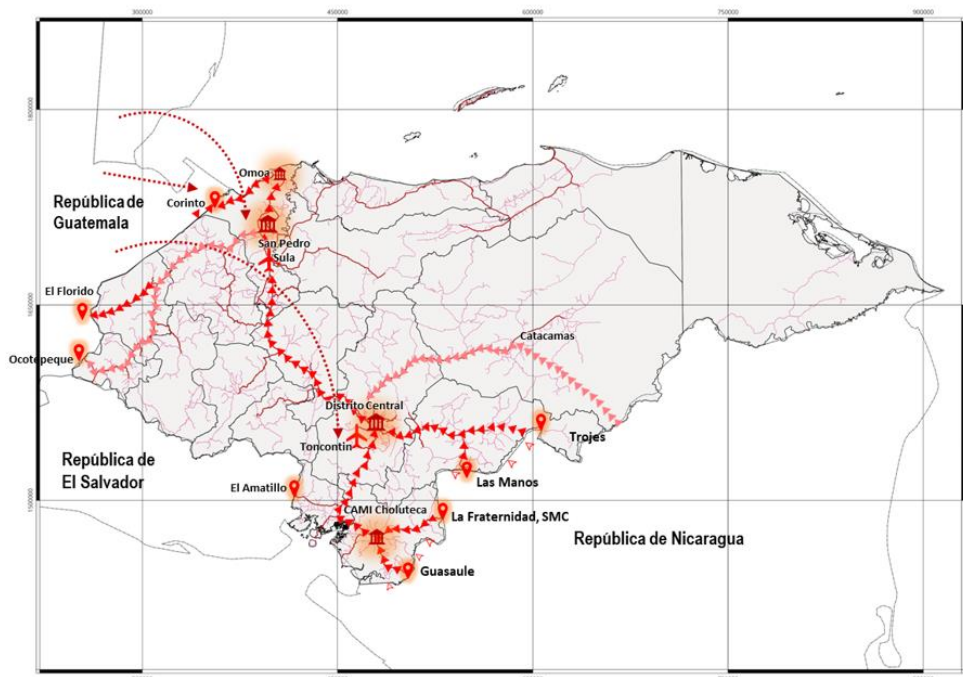 300000
450000
600000
750000
900000
1800000
Omoa
Corinto
República de
Guatemala
San Pedro
Sula
El Florido
1650000
Ocotepeque
Catacamas
Distrito Central
Toncontin
Trojes
República de
El Salvador
El Amatillo
Las Manos
1500000
CAMI Choluteca
La Fraternidad, SMC
República de Nicaragua
Guasaule